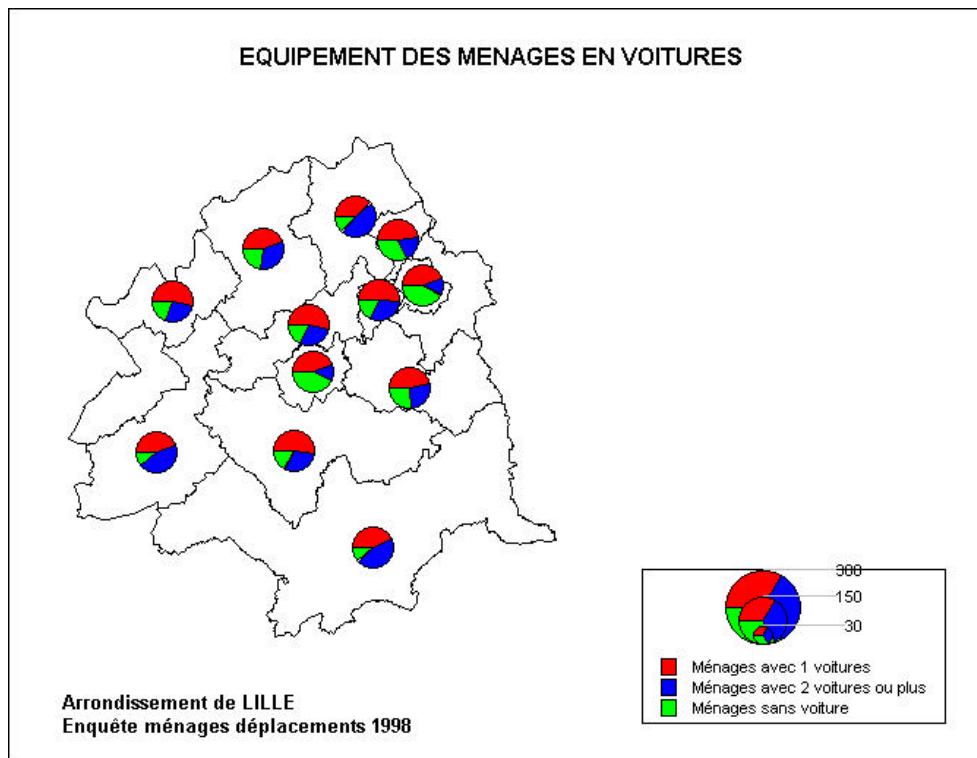 EQUIPEMENT DES MENAGES EN VOITURES
300
150
30
Ménages avec 1 voitures
Ménages avec 2 voitures ou plus
Ménages sans voiture
Arrondissement de LILLE
Enquête ménages déplacements 1998